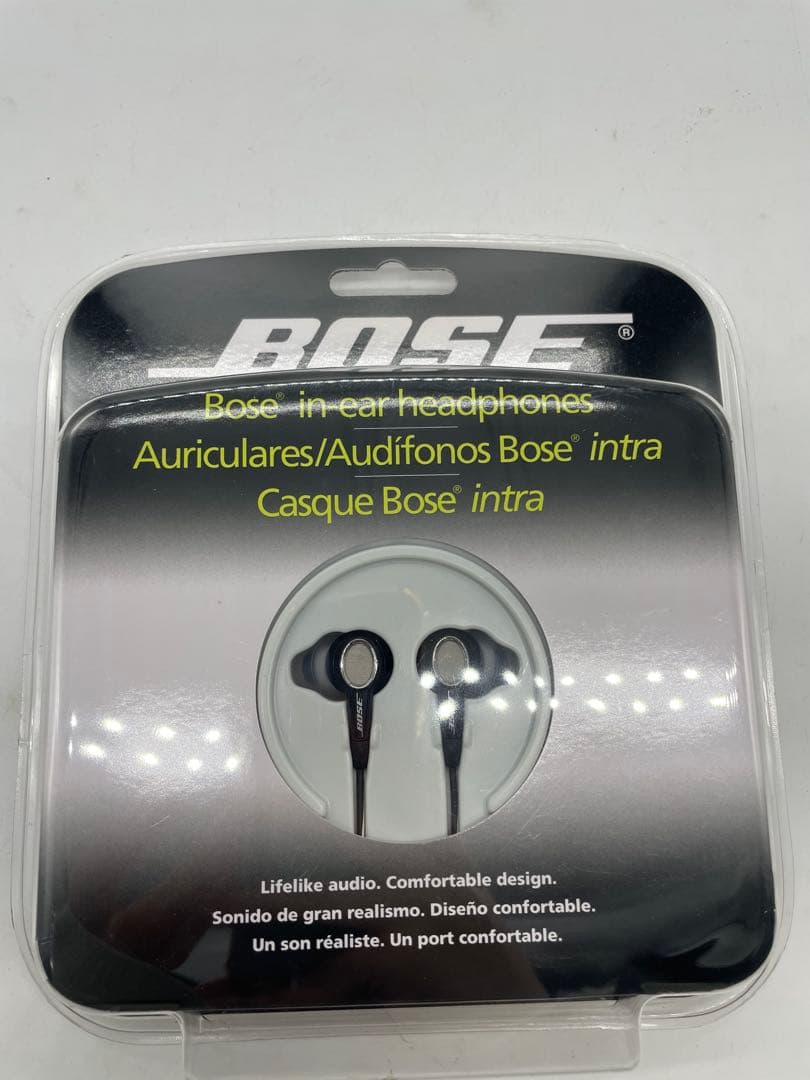 BOSE®
Bose® in-ear headphones
Auriculares/Audífonos Bose® intra
Casque Bose® intra
BOSE
BOSE
Lifelike audio. Comfortable design.
Sonido de gran realismo. Diseño confortable.
Un son réaliste. Un port confortable.